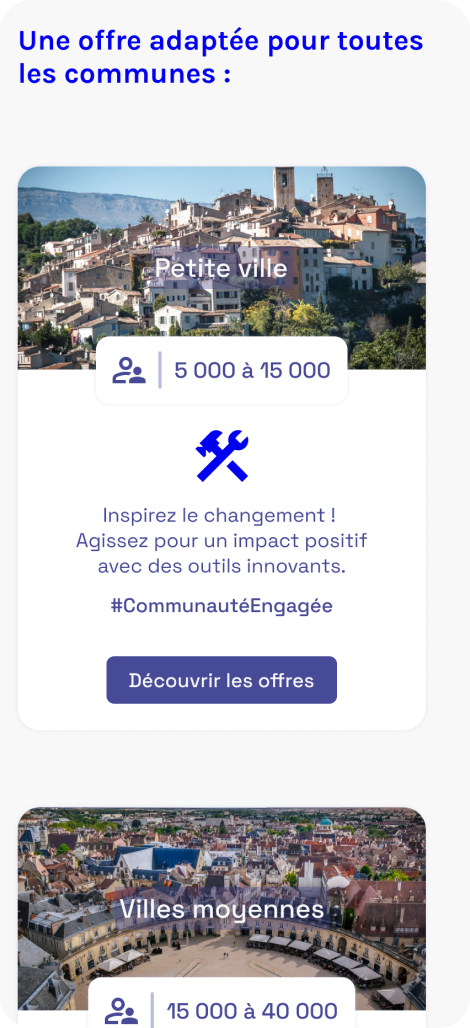 Une offre adaptée pour toutes
les communes :
Petite ville
5 000 à 15 000
Inspirez le changement !
Agissez pour un impact positif
avec des outils innovants.
#CommunautéEngagée
Découvrir les offres
Villes moyennes
15 000 à 40 000